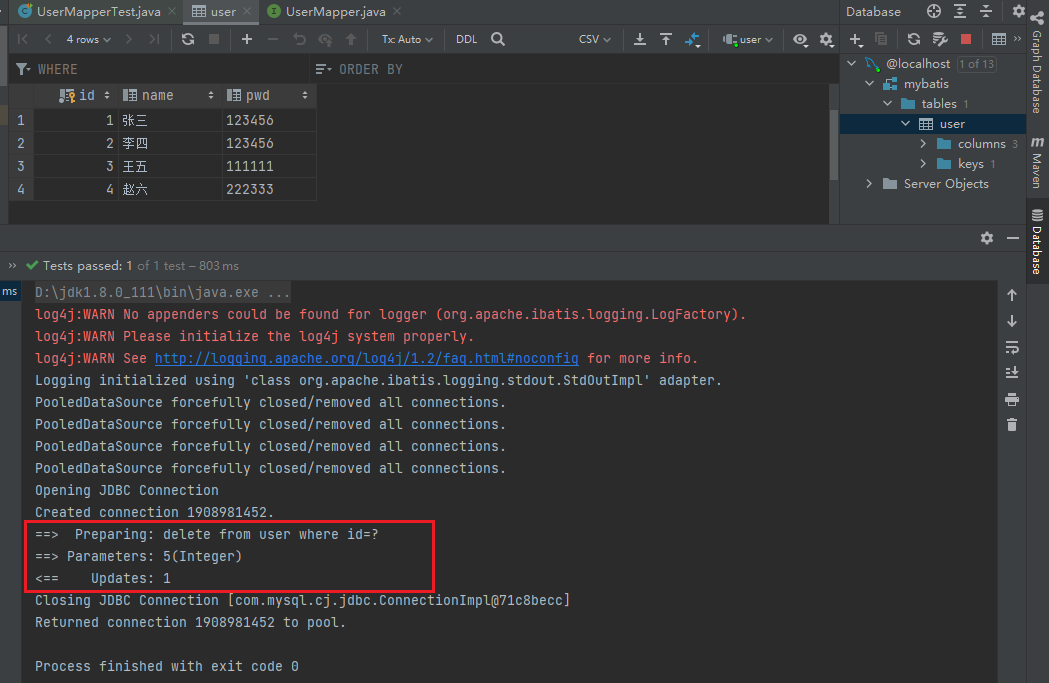 UserMapperTest.java user UserMapper.java Database
4 rows Tx: Auto DDL CSV user
WHERE ORDER BY
id name pwd
1 1 张三 123456
2 2 李四 123456
3 3 王五 111111
4 4 赵六 222333
@localhost 1 of 13
mybatis
tables 1
user
columns 3
keys 1
Server Objects
Graph Database
Maven
Database
Tests passed: 1 of 1 test – 803 ms
ms
D:\jdk1.8.0_111\bin\java.exe ...
log4j:WARN No appenders could be found for logger (org.apache.ibatis.logging.LogFactory).
log4j:WARN Please initialize the log4j system properly.
log4j:WARN See http://logging.apache.org/log4j/1.2/faq.html#noconfig for more info.
Logging initialized using 'class org.apache.ibatis.logging.stdout.StdOutImpl' adapter.
PooledDataSource forcefully closed/removed all connections.
PooledDataSource forcefully closed/removed all connections.
PooledDataSource forcefully closed/removed all connections.
PooledDataSource forcefully closed/removed all connections.
Opening JDBC Connection
Created connection 1908981452.
==>  Preparing: delete from user where id=?
==> Parameters: 5(Integer)
<==    Updates: 1
Closing JDBC Connection [com.mysql.cj.jdbc.ConnectionImpl@71c8becc]
Returned connection 1908981452 to pool.
Process finished with exit code 0